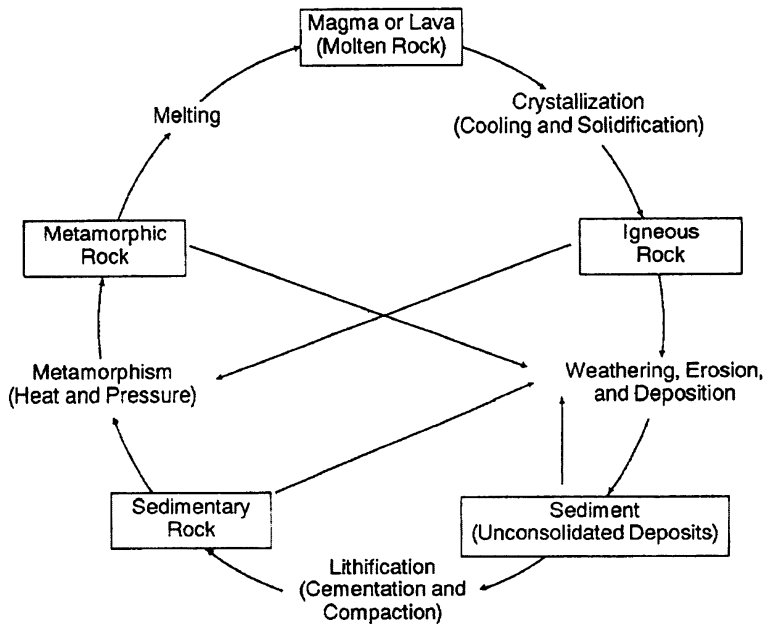 Magma or Lava
(Molten Rock)
Crystallization
(Cooling and Solidification)
Igneous
Rock
Weathering, Erosion,
and Deposition
Sediment
(Unconsolidated Deposits)
Lithification
(Cementation and
Compaction)
Sedimentary
Rock
Metamorphism
(Heat and Pressure)
Metamorphic
Rock
Melting